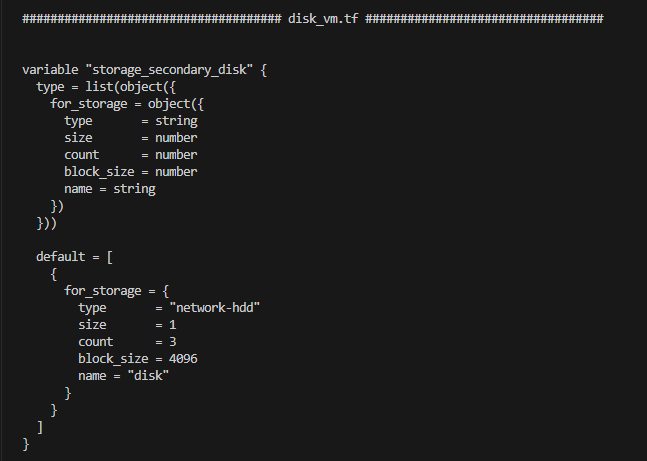 ##################################### disk_vm.tf ##################################
variable "storage_secondary_disk" {
  type = list(object({
    for_storage = object({
      type       = string
      size       = number
      count      = number
      block_size = number
      name = string
    })
  }))
  default = [
    {
      for_storage = {
        type       = "network-hdd"
        size       = 1
        count      = 3
        block_size = 4096
        name = "disk"
      }
    }
  ]
}